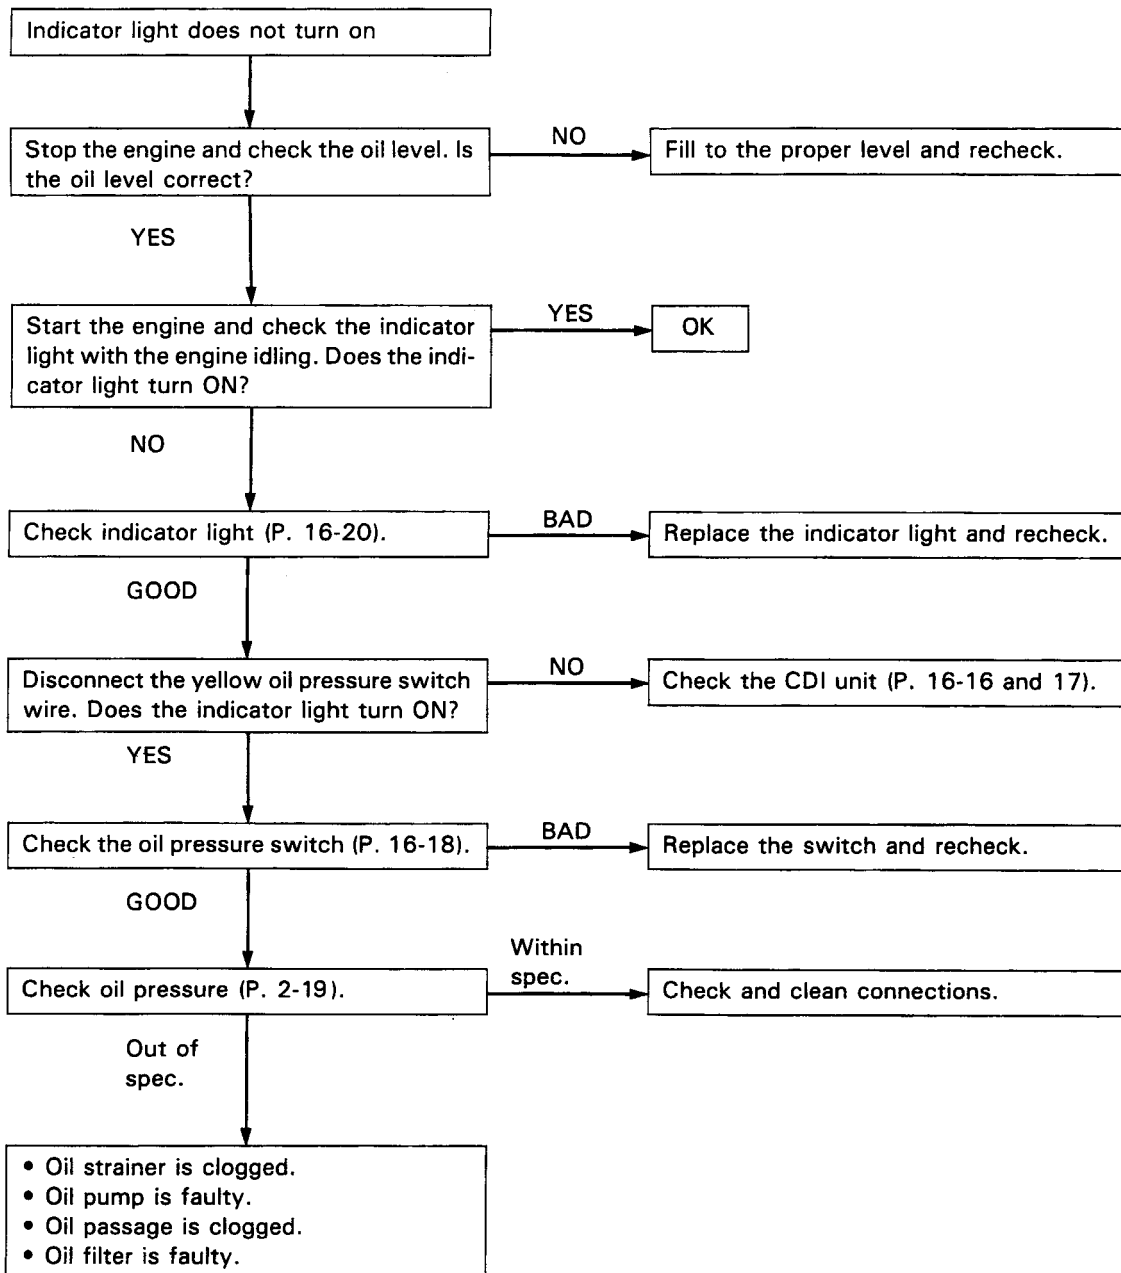 Indicator light does not turn on
Stop the engine and check the oil level. Is
the oil level correct?
NO
Fill to the proper level and recheck.
YES
Start the engine and check the indicator
light with the engine idling. Does the indi-
cator light turn ON?
YES
OK
NO
Check indicator light (P. 16-20).
BAD
Replace the indicator light and recheck.
GOOD
Disconnect the yellow oil pressure switch
wire. Does the indicator light turn ON?
NO
Check the CDI unit (P. 16-16 and 17).
YES
Check the oil pressure switch (P. 16-18).
BAD
Replace the switch and recheck.
GOOD
Check oil pressure (P. 2-19).
Within
spec.
Check and clean connections.
Out of
spec.
• Oil strainer is clogged.
• Oil pump is faulty.
• Oil passage is clogged.
• Oil filter is faulty.